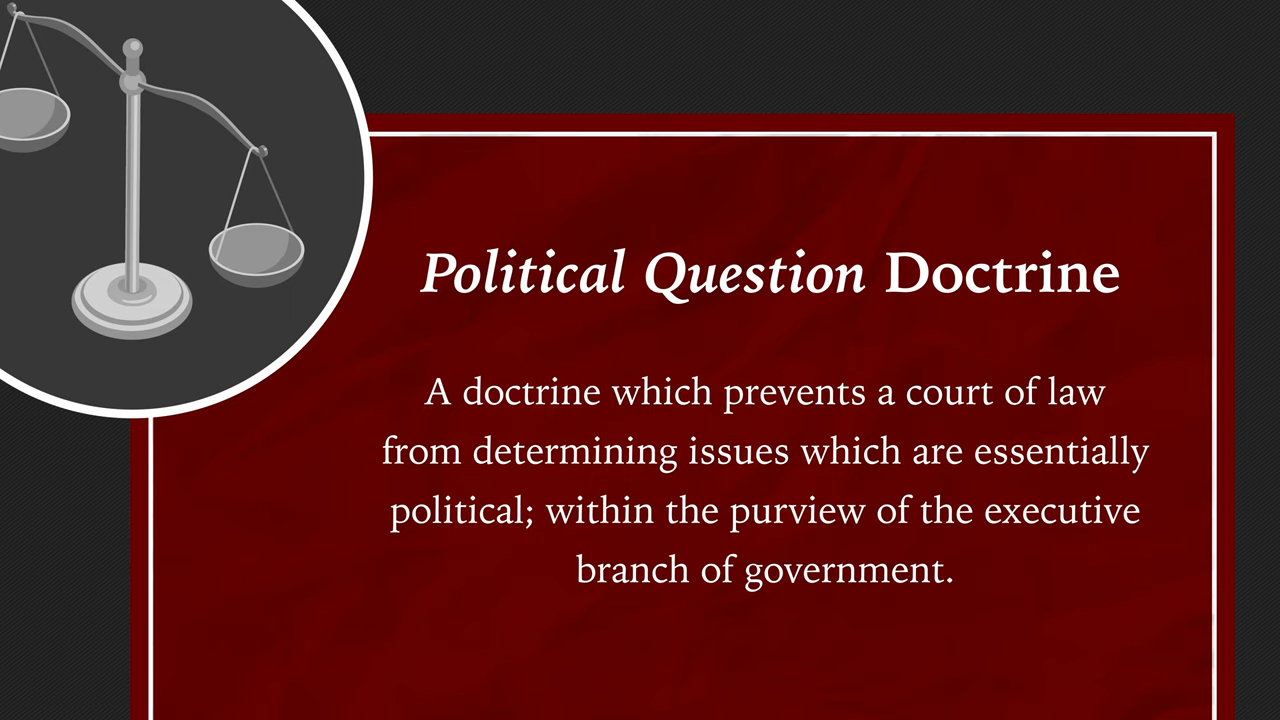 Political Question Doctrine
A doctrine which prevents a court of law
from determining issues which are essentially
political; within the purview of the executive
branch of government.